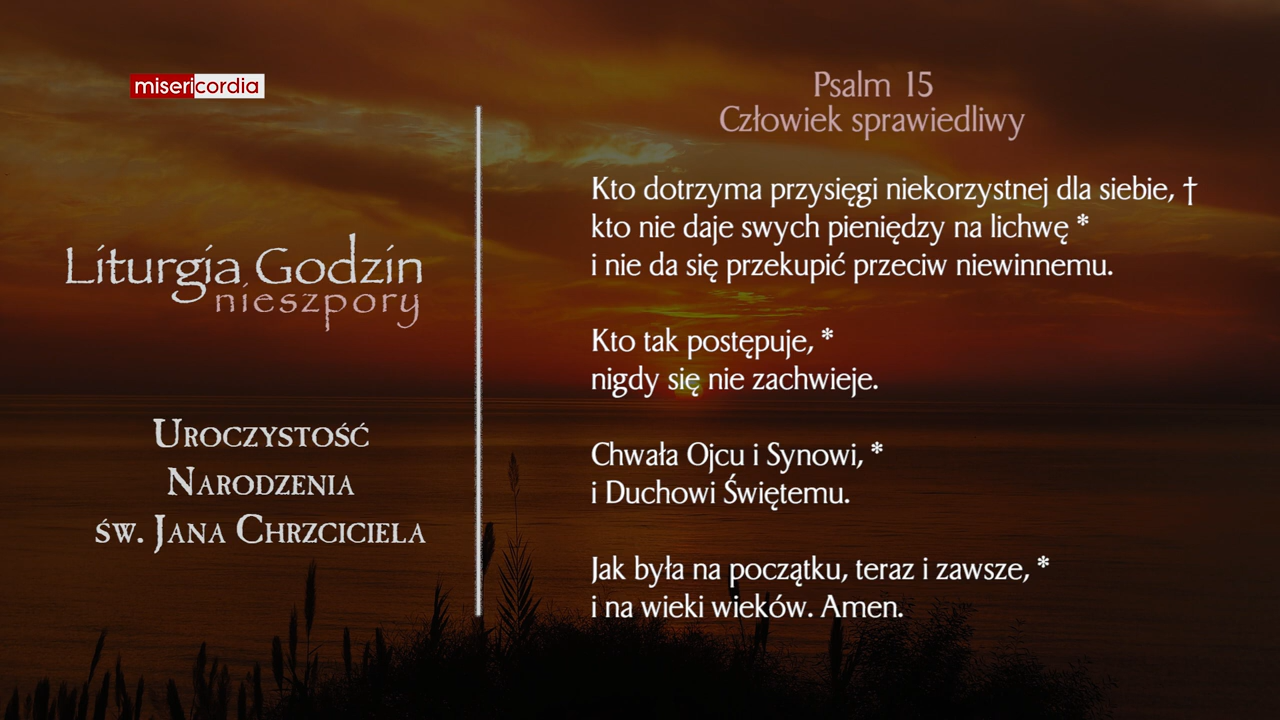 misericordia
Liturgia Godzin
nieszpory
Uroczystość
Narodzenia
św. Jana Chrzciciela
Psalm 15
Człowiek sprawiedliwy
Kto dotrzyma przysięgi niekorzystnej dla siebie, †
kto nie daje swych pieniędzy na lichwę *
i nie da się przekupić przeciw niewinnemu.
Kto tak postępuje, *
nigdy się nie zachwieje.
Chwała Ojcu i Synowi, *
i Duchowi Świętemu.
Jak była na początku, teraz i zawsze, *
i na wieki wieków. Amen.